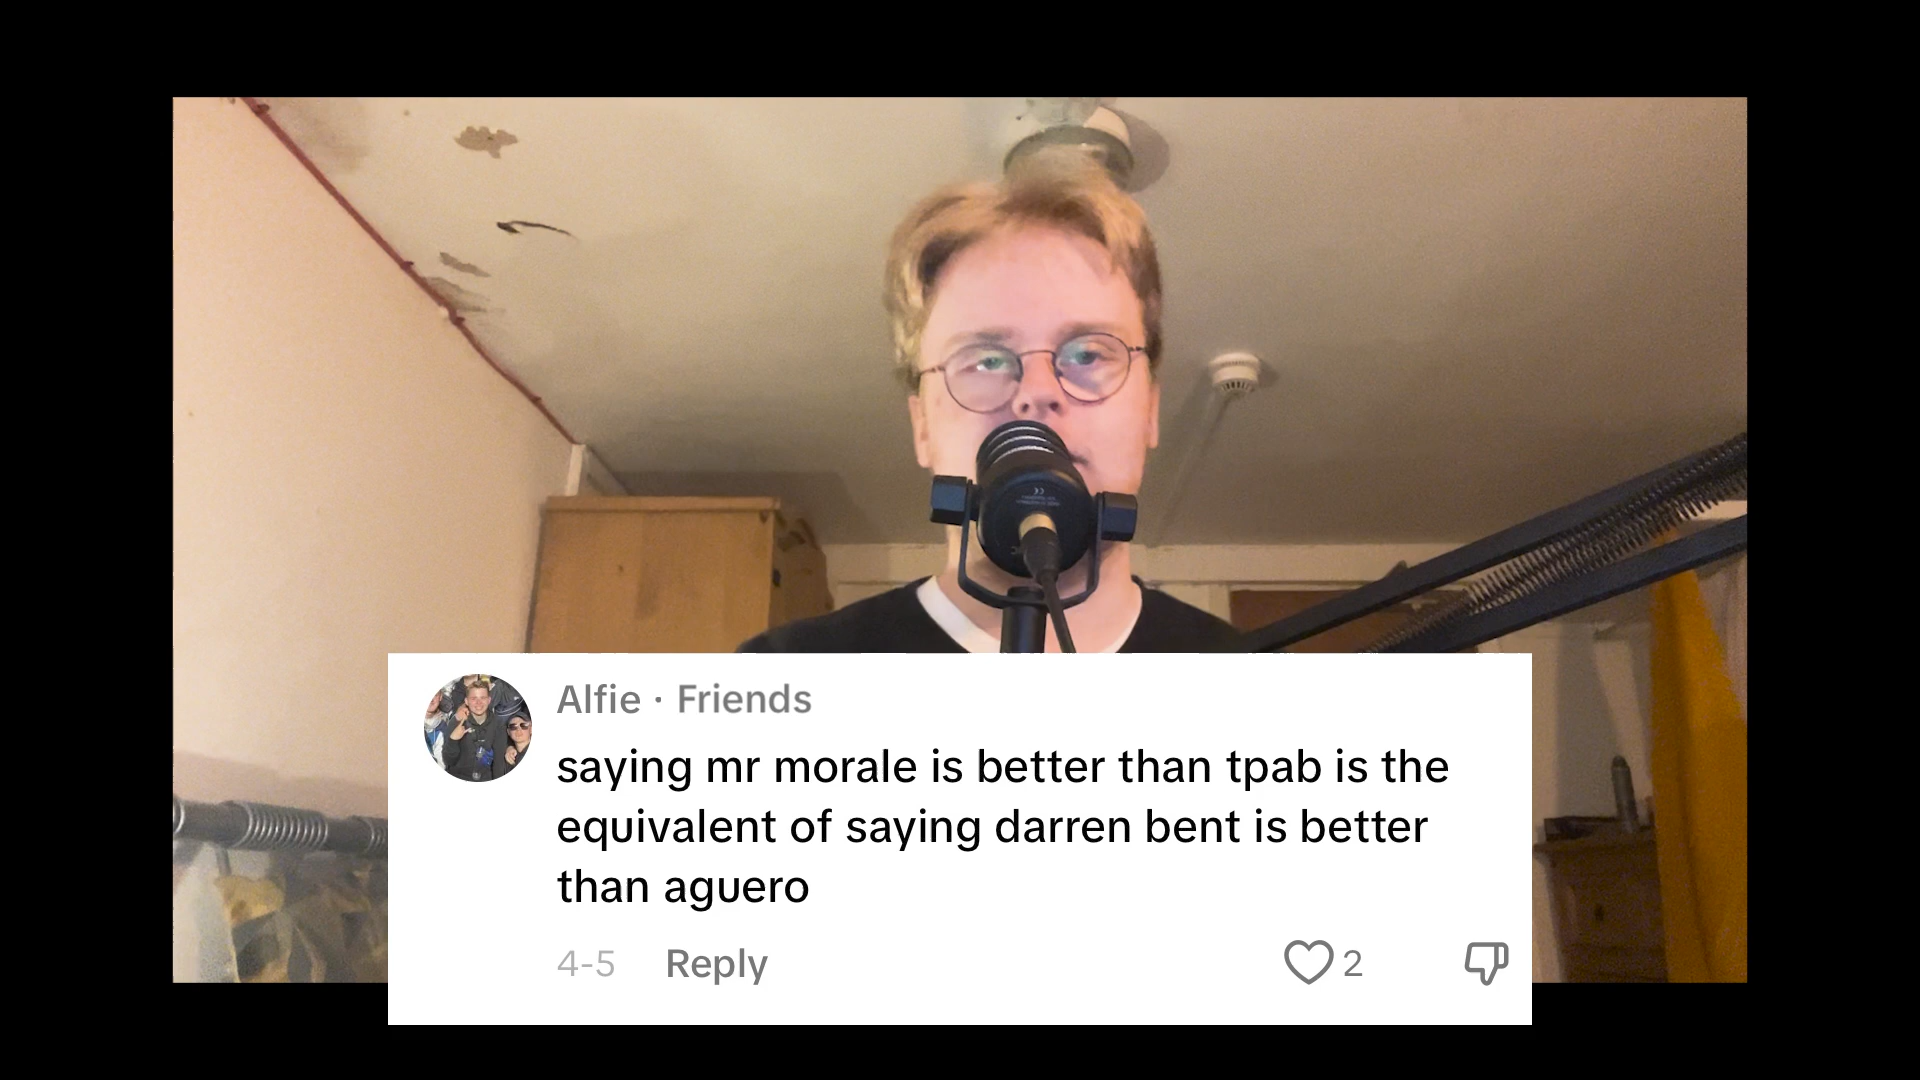 Alfie · Friends
saying mr morale is better than tpab is the
equivalent of saying darren bent is better
than aguero
4-5 Reply
2